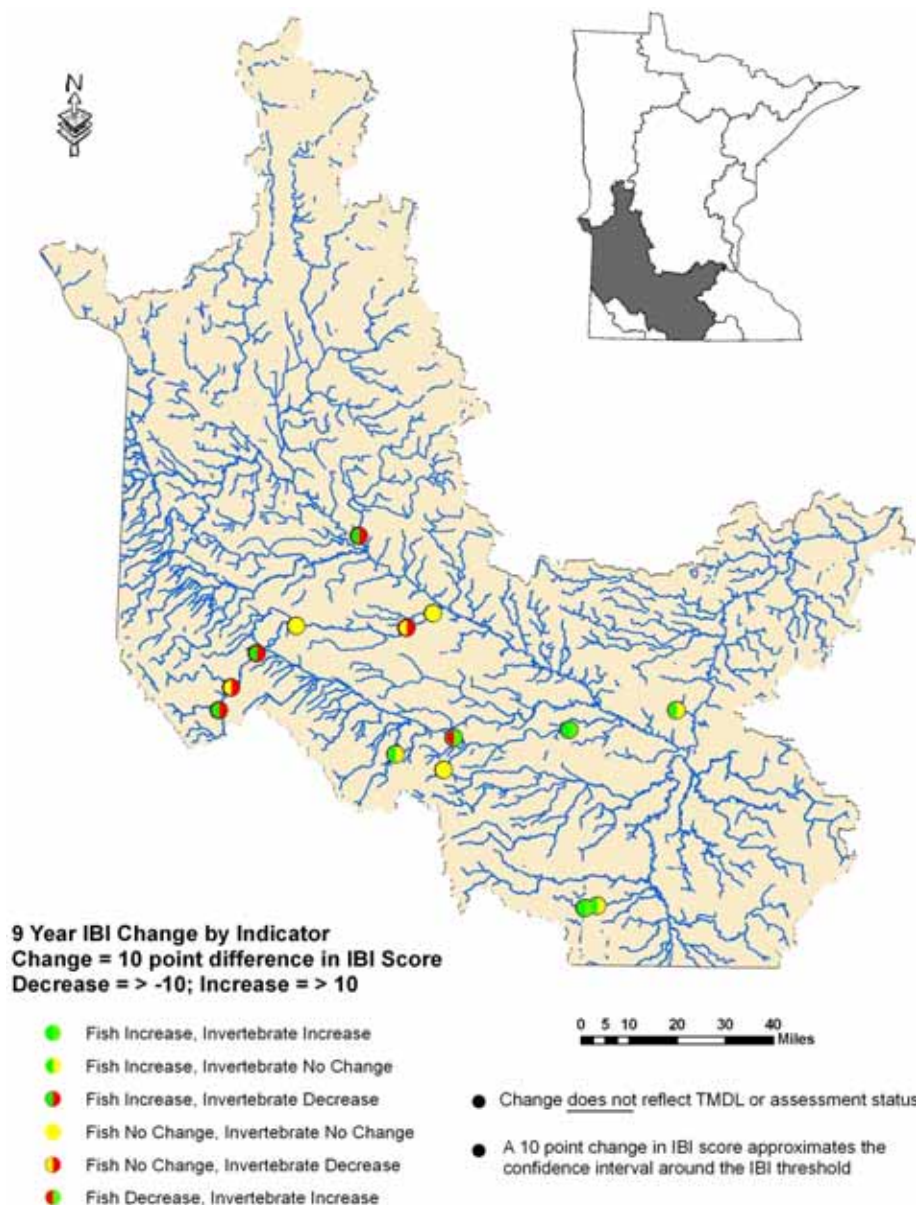 N
9 Year IBI Change by Indicator
Change = 10 point difference in IBI Score
Decrease = > -10; Increase = > 10
Fish Increase, Invertebrate Increase
Fish Increase, Invertebrate No Change
Fish Increase, Invertebrate Decrease
Fish No Change, Invertebrate No Change
Fish No Change, Invertebrate Decrease
Fish Decrease, Invertebrate Increase
0 5 10 20 30 40
Miles
Change does not reflect TMDL or assessment status
A 10 point change in IBI score approximates the
confidence interval around the IBI threshold